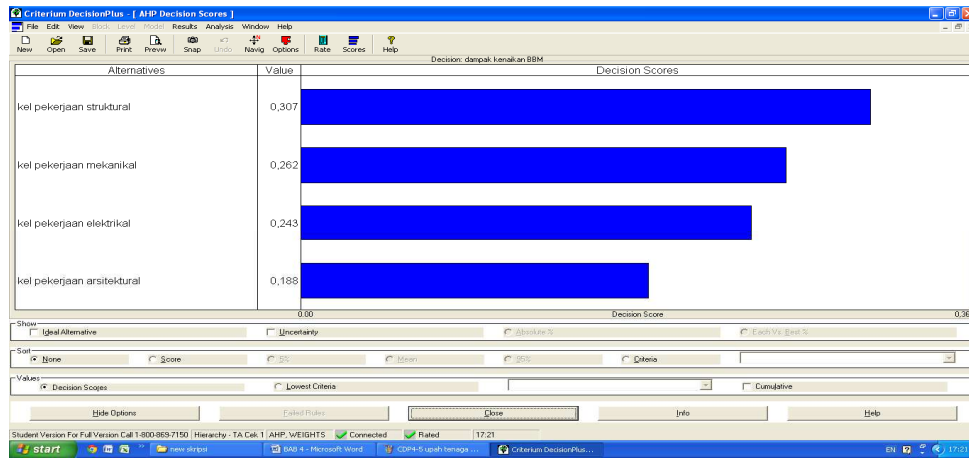 Criterium DecisionPlus - [ AHP Decision Scores ]
File Edit View Block Level Model Results Analysis Window Help
New Open Save Print Prevw Snap Undo Navig Options Rate Scores Help
Decision: dampak kenaikan BBM
Alternatives Value Decision Scores
kel pekerjaan struktural 0,307
kel pekerjaan mekanikal 0,262
kel pekerjaan elektrikal 0,243
kel pekerjaan arsitektural 0,188
0.00 Decision Score 0,36
Show
Ideal Alternative Uncertainty Absolute % Each Vs. Best %
Sort
None Score 5% Mean 95% Criteria
Values
Decision Scores Lowest Criteria Cumulative
Hide Options Failed Rules Close Info Help
Student Version For Full Version Call 1-800-869-7150 Hierarchy - TA Cek 1 AHP, WEIGHTS Connected Rated 17:21
start new skripsi BAB 4 - Microsoft Word CDP4-5 upah tenaga ... Criterium DecisionPlus... EN 17:21